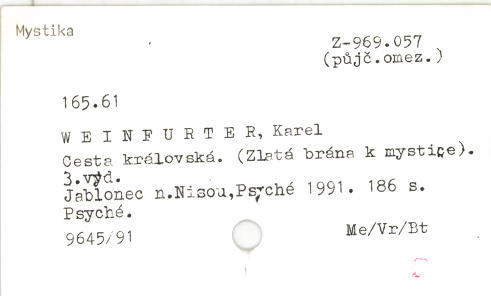 Mystika
Z-969.057
(půjč.omez.)
165.61
W E I N F U R T E R, Karel
Cesta královská. (Zlatá brána k mystice).
3.vyd.
Jablonec n.Nisou,Psyché 1991. 186 s.
Psyché.
9645/91
Me/Vr/Bt